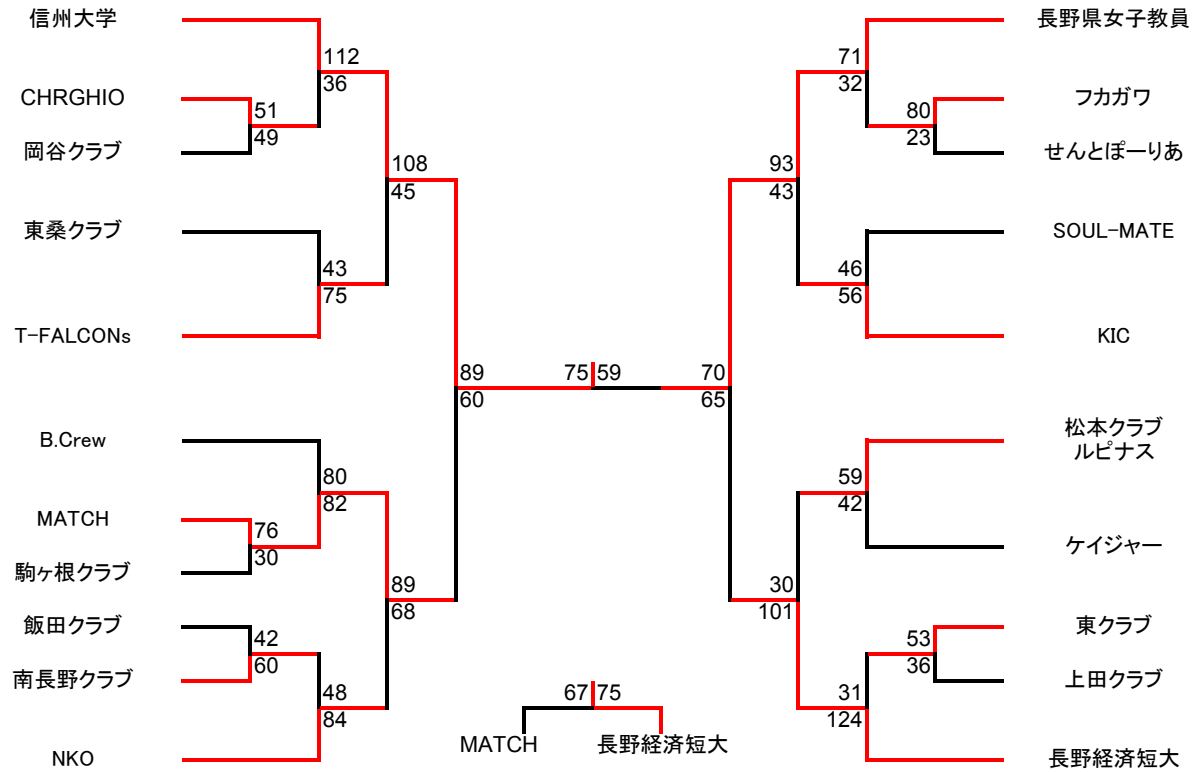 信州大学
112
36
CHRGHIO
51
49
岡谷クラブ
108
45
東桑クラブ
43
75
T-FALCONs
89
60
B.Crew
80
82
MATCH
76
30
駒ヶ根クラブ
89
68
飯田クラブ
42
60
南長野クラブ
48
84
NKO
75 59
67 75
MATCH
長野経済短大
長野県女子教員
71
32
フカガワ
80
23
せんとぽーりあ
93
43
SOUL-MATE
46
56
KIC
70
65
松本クラブ
ルピナス
59
42
ケイジャー
30
101
東クラブ
53
36
上田クラブ
31
124
長野経済短大